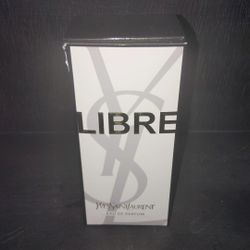 LIBRE
YVESSAINTLAURENT
EAU DE PARFUM